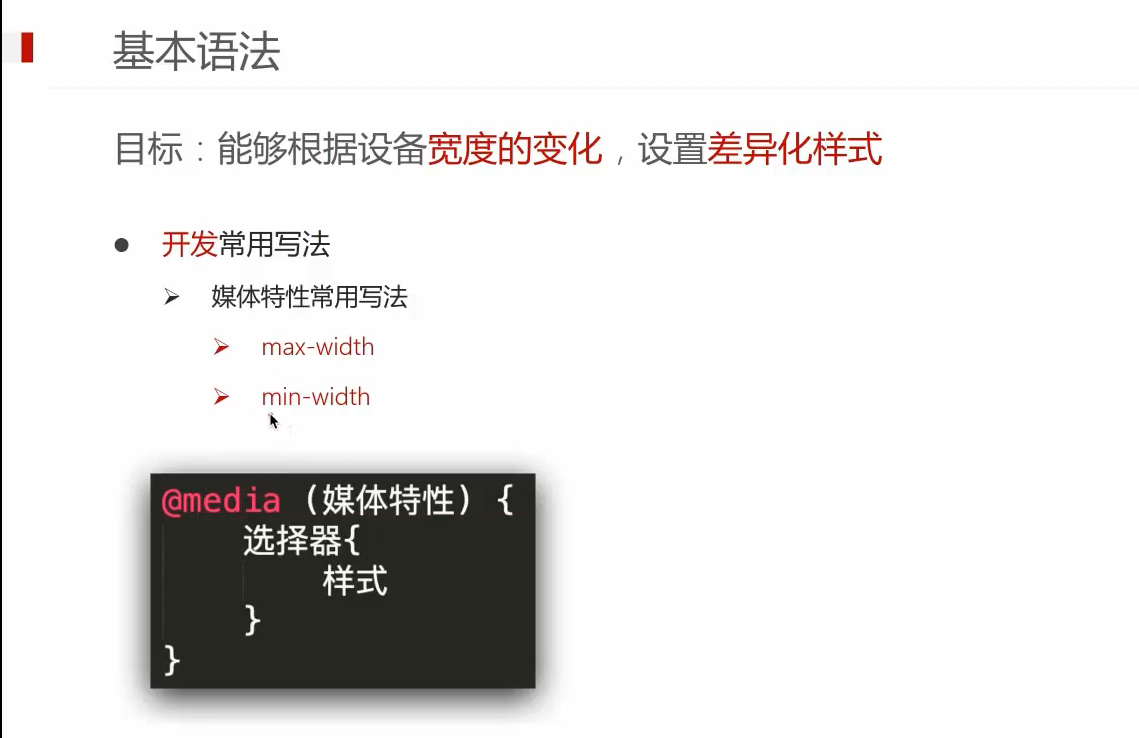 基本语法
目标：能够根据设备宽度的变化，设置差异化样式
开发常用写法
媒体特性常用写法
max-width
min-width
@media (媒体特性) {
选择器{
样式
}
}